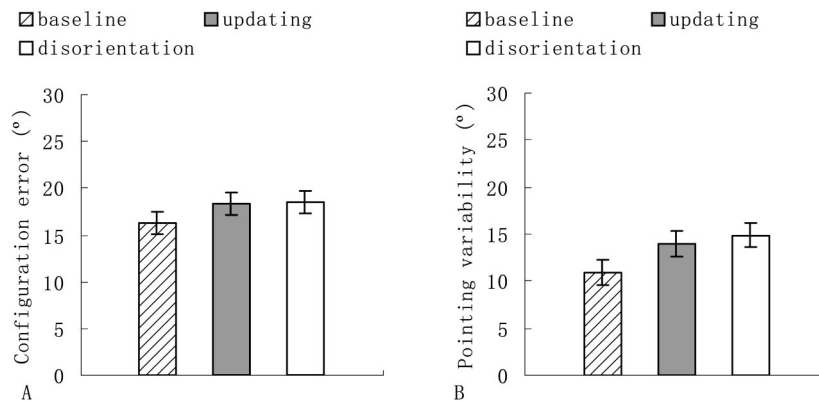 baseline updating
disorientation
Configuration error (º)
30
25
20
15
10
5
0
A
baseline updating
disorientation
Pointing variability (º)
30
25
20
15
10
5
0
B